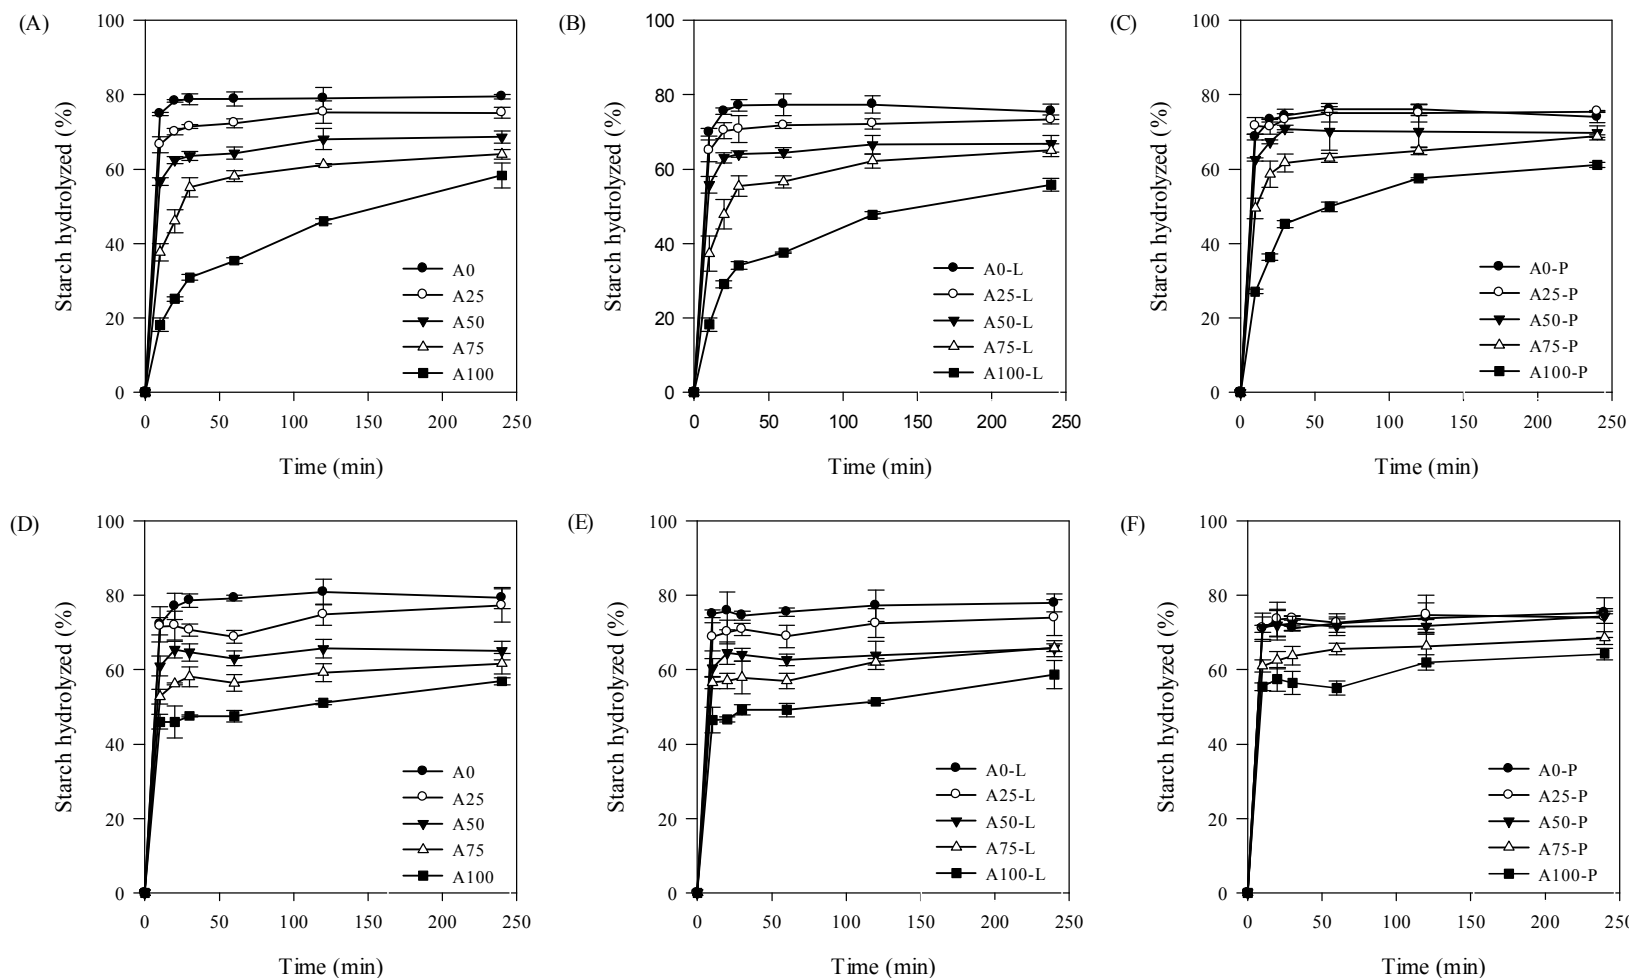 (A)
100
80
60
40
20
0
Starch hydrolyzed (%)
A0
A25
A50
A75
A100
0 50 100 150 200 250
Time (min)
(B)
100
80
60
40
20
0
Starch hydrolyzed (%)
A0-L
A25-L
A50-L
A75-L
A100-L
0 50 100 150 200 250
Time (min)
(C)
100
80
60
40
20
0
Starch hydrolyzed (%)
A0-P
A25-P
A50-P
A75-P
A100-P
0 50 100 150 200 250
Time (min)
(D)
100
80
60
40
20
0
Starch hydrolyzed (%)
A0
A25
A50
A75
A100
0 50 100 150 200 250
Time (min)
(E)
100
80
60
40
20
0
Starch hydrolyzed (%)
A0-L
A25-L
A50-L
A75-L
A100-L
0 50 100 150 200 250
Time (min)
(F)
100
80
60
40
20
0
Starch hydrolyzed (%)
A0-P
A25-P
A50-P
A75-P
A100-P
0 50 100 150 200 250
Time (min)